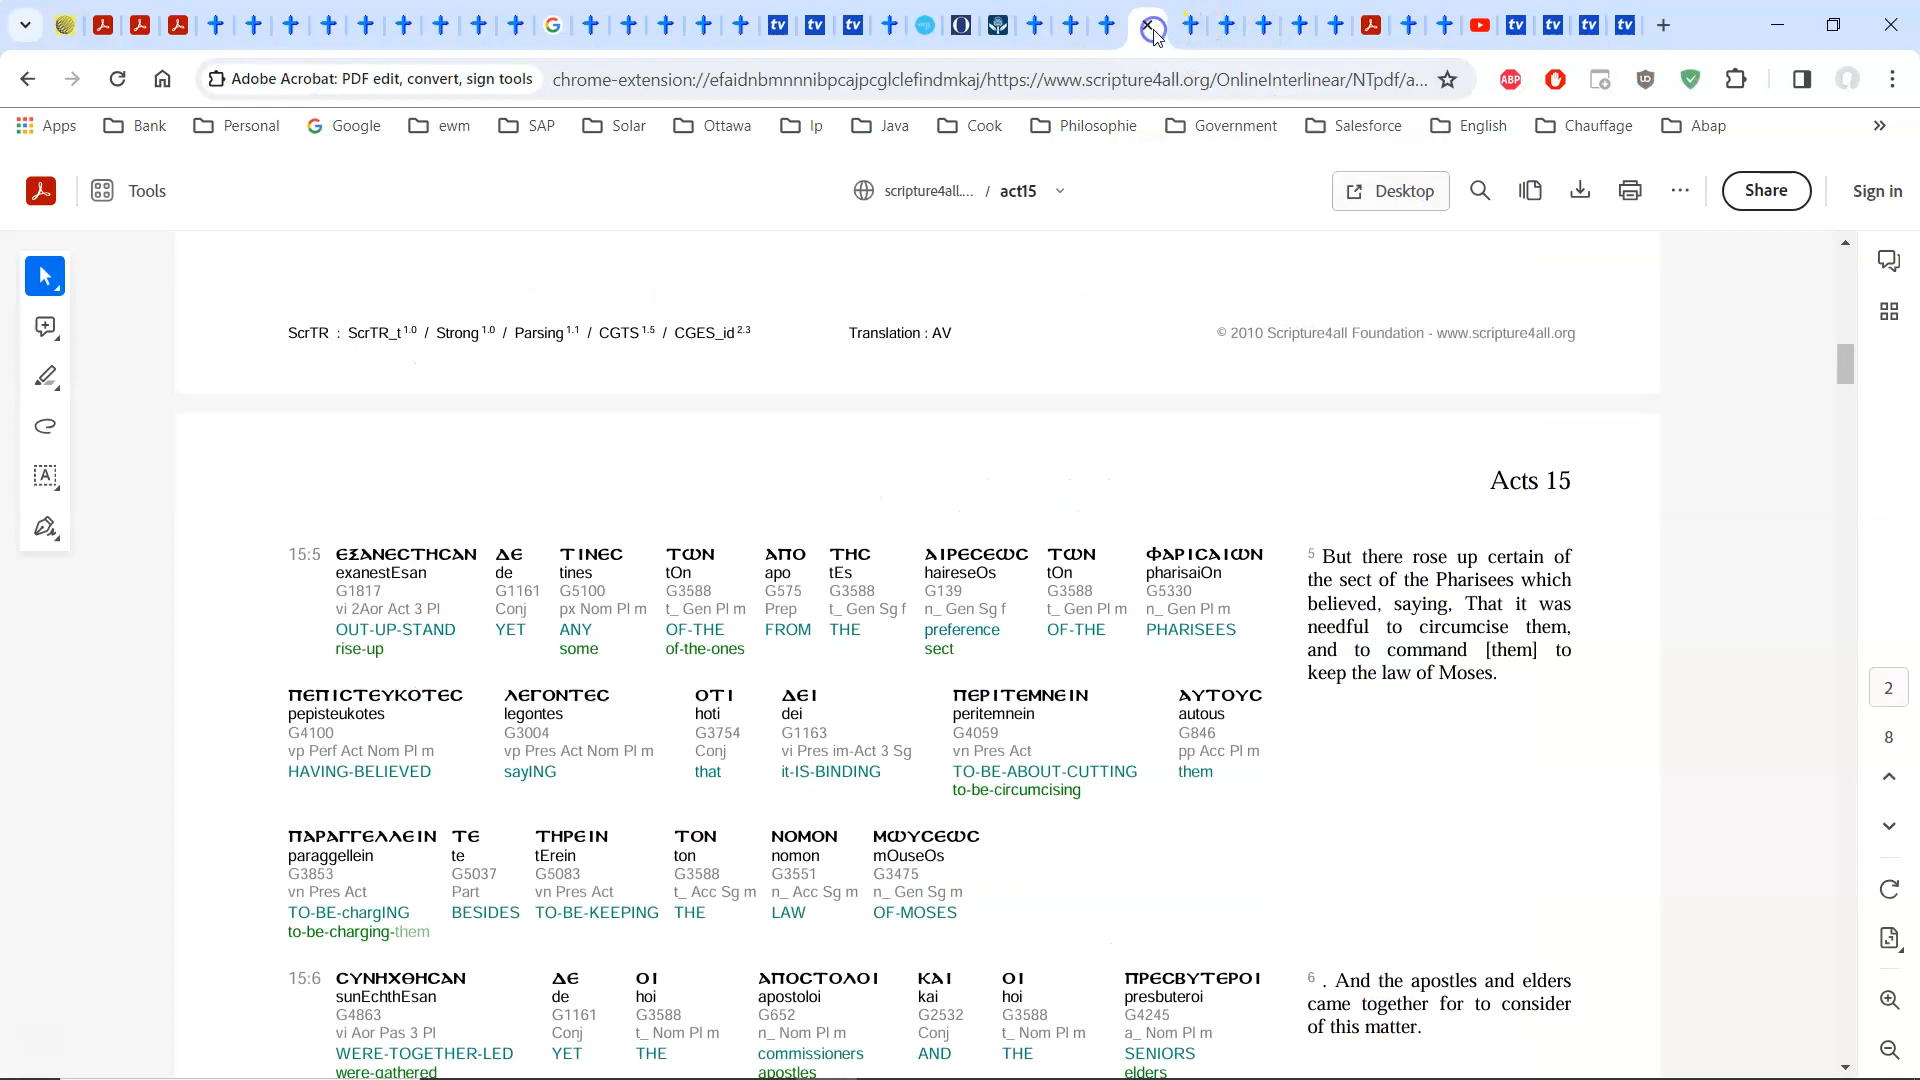 Adobe Acrobat: PDF edit, convert, sign tools chrome-extension://efaidnbmnnnibpcajpcglclefindmkaj/https://www.scripture4all.org/OnlineInterlinear/NTpdf/a...
Apps Bank Personal Google ewm SAP Solar Ottawa Ip Java Cook Philosophie Government Salesforce English Chauffage Abap »
Tools scripture4all.... / act15 Desktop Share Sign in
ScrTR : ScrTR_t 1.0 / Strong 1.0 / Parsing 1.1 / CGTS 1.5 / CGES_id 2.3 Translation : AV © 2010 Scripture4all Foundation - www.scripture4all.org
Acts 15
15:5 ΕΞΑΝΕϹΤΗϹΑΝ ΔΕ ΤΙΝΕϹ ΤΩΝ ΑΠΟ ΤΗϹ ΑΙΡΕϹΕΩϹ ΤΩΝ ΦΑΡΙϹΑΙΩΝ
exanestEsan de tines tOn apo tEs haireseOs tOn pharisaiOn
G1817 G1161 G5100 G3588 G575 G3588 G139 G3588 G5330
vi 2Aor Act 3 Pl Conj px Nom Pl m t_ Gen Pl m Prep t_ Gen Sg f n_ Gen Sg f t_ Gen Pl m n_ Gen Pl m
OUT-UP-STAND YET ANY OF-THE FROM THE preference OF-THE PHARISEES
rise-up some of-the-ones sect
5 But there rose up certain of
the sect of the Pharisees which
believed, saying, That it was
needful to circumcise them,
and to command [them] to
keep the law of Moses.
ΠΕΠΙϹΤΕΥΚΟΤΕϹ ΛΕΓΟΝΤΕϹ ΟΤΙ ΔΕΙ ΠΕΡΙΤΕΜΝΕΙΝ ΑΥΤΟΥϹ
pepisteukotes legontes hoti dei peritemnein autous
G4100 G3004 G3754 G1163 G4059 G846
vp Perf Act Nom Pl m vp Pres Act Nom Pl m Conj vi Pres im-Act 3 Sg vn Pres Act pp Acc Pl m
HAVING-BELIEVED sayING that it-IS-BINDING TO-BE-ABOUT-CUTTING them
to-be-circumcising
ΠΑΡΑΓΓΕΛΛΕΙΝ ΤΕ ΤΗΡΕΙΝ ΤΟΝ ΝΟΜΟΝ ΜΩΥϹΕΩϹ
paraggellein te tErein ton nomon mOuseOs
G3853 G5037 G5083 G3588 G3551 G3475
vn Pres Act Part vn Pres Act t_ Acc Sg m n_ Acc Sg m n_ Gen Sg m
TO-BE-chargING BESIDES TO-BE-KEEPING THE LAW OF-MOSES
to-be-charging-them
15:6 ϹΥΝΗΧΘΗϹΑΝ ΔΕ ΟΙ ΑΠΟϹΤΟΛΟΙ ΚΑΙ ΟΙ ΠΡΕϹΒΥΤΕΡΟΙ
sunEchthEsan de hoi apostoloi kai hoi presbuteroi
G4863 G1161 G3588 G652 G2532 G3588 G4245
vi Aor Pas 3 Pl Conj t_ Nom Pl m n_ Nom Pl m Conj t_ Nom Pl m a_ Nom Pl m
WERE-TOGETHER-LED YET THE commissioners AND THE SENIORS
were-gathered apostles elders
6 . And the apostles and elders
came together for to consider
of this matter.
2
8